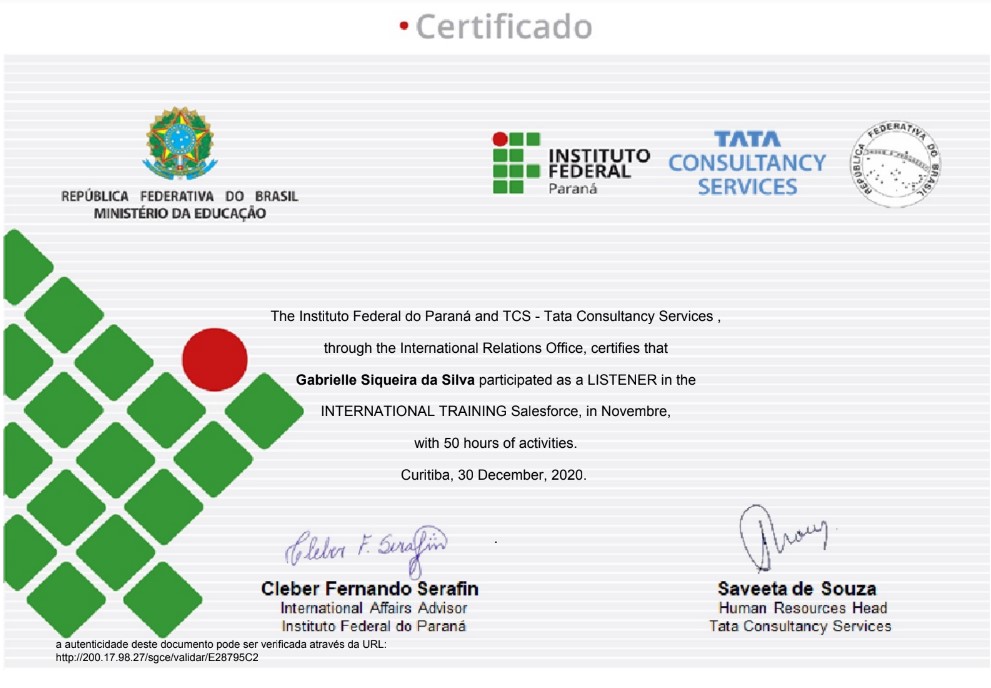 Certificado
REPÚBLICA FEDERATIVA DO BRASIL
MINISTÉRIO DA EDUCAÇÃO
INSTITUTO
FEDERAL
Paraná
TATA
CONSULTANCY
SERVICES
REPÚBLICA FEDERATIVA DO BRASIL
The Instituto Federal do Paraná and TCS - Tata Consultancy Services ,
through the International Relations Office, certifies that
Gabrielle Siqueira da Silva participated as a LISTENER in the
INTERNATIONAL TRAINING Salesforce, in Novembre,
with 50 hours of activities.
Curitiba, 30 December, 2020.
Cleber F. Serafin
Cleber Fernando Serafin
International Affairs Advisor
Instituto Federal do Paraná
Saveeta de Souza
Human Resources Head
Tata Consultancy Services
a autenticidade deste documento pode ser verificada através da URL:
http://200.17.98.27/sgce/validar/E28795C2